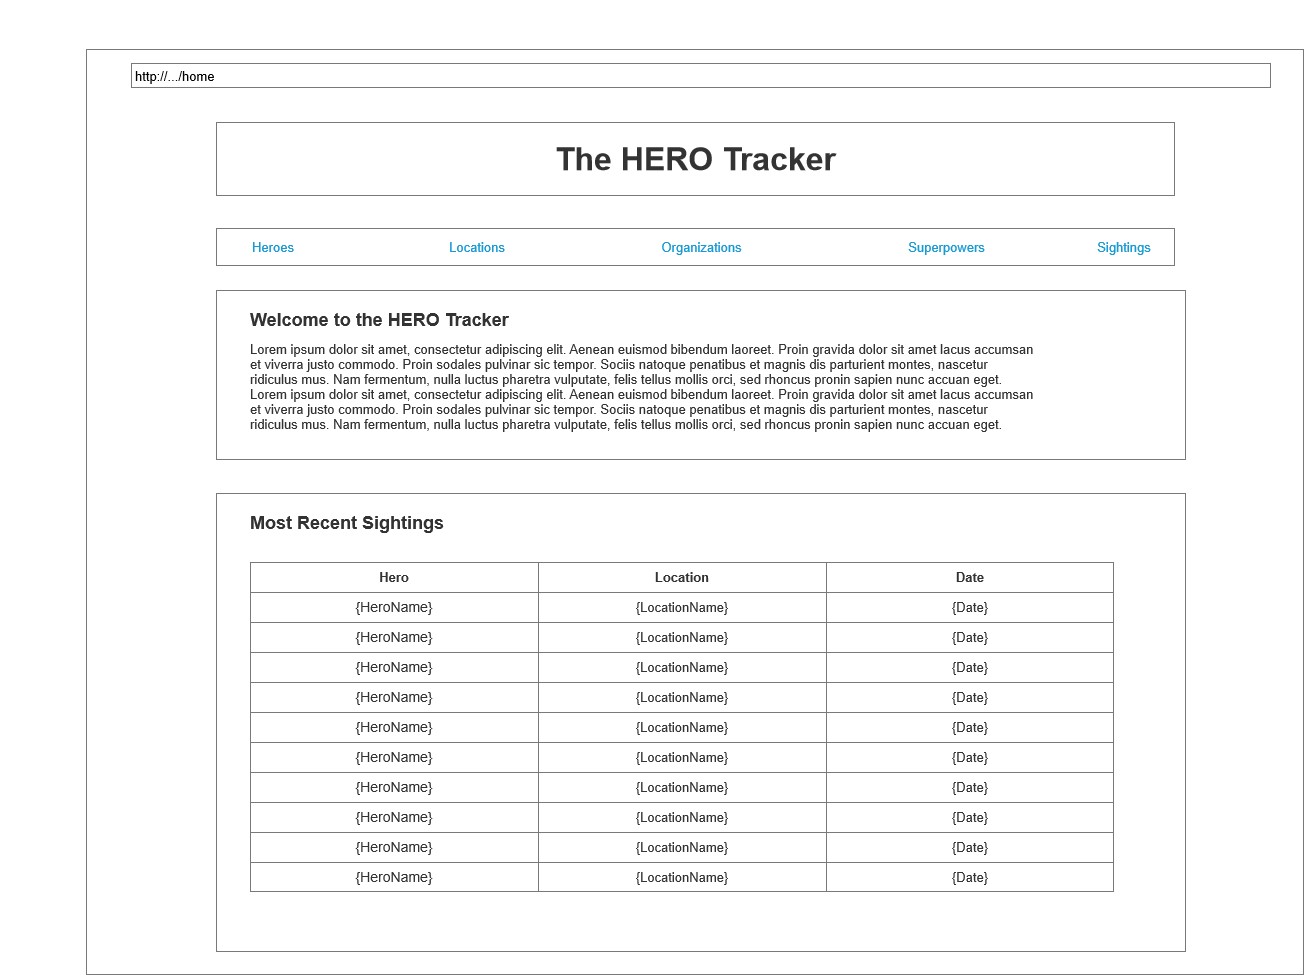 http://.../home
The HERO Tracker
Heroes Locations Organizations Superpowers Sightings
Welcome to the HERO Tracker
Lorem ipsum dolor sit amet, consectetur adipiscing elit. Aenean euismod bibendum laoreet. Proin gravida dolor sit amet lacus accumsan
et viverra justo commodo. Proin sodales pulvinar sic tempor. Sociis natoque penatibus et magnis dis parturient montes, nascetur
ridiculus mus. Nam fermentum, nulla luctus pharetra vulputate, felis tellus mollis orci, sed rhoncus pronin sapien nunc accuan eget.
Lorem ipsum dolor sit amet, consectetur adipiscing elit. Aenean euismod bibendum laoreet. Proin gravida dolor sit amet lacus accumsan
et viverra justo commodo. Proin sodales pulvinar sic tempor. Sociis natoque penatibus et magnis dis parturient montes, nascetur
ridiculus mus. Nam fermentum, nulla luctus pharetra vulputate, felis tellus mollis orci, sed rhoncus pronin sapien nunc accuan eget.
Most Recent Sightings
Hero Location Date
{HeroName} {LocationName} {Date}
{HeroName} {LocationName} {Date}
{HeroName} {LocationName} {Date}
{HeroName} {LocationName} {Date}
{HeroName} {LocationName} {Date}
{HeroName} {LocationName} {Date}
{HeroName} {LocationName} {Date}
{HeroName} {LocationName} {Date}
{HeroName} {LocationName} {Date}
{HeroName} {LocationName} {Date}